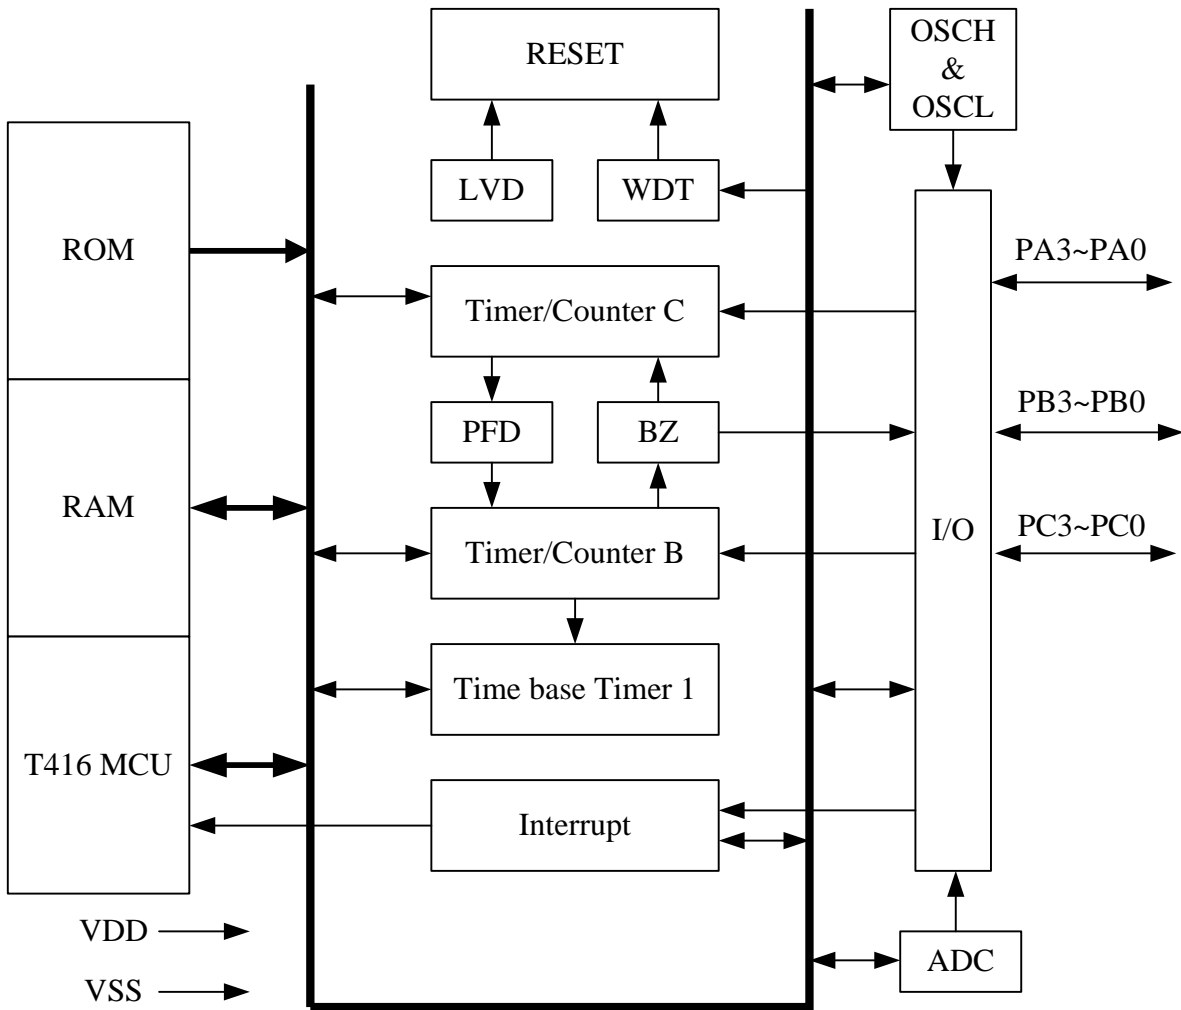 OSCH
&
OSCL
RESET
LVD
WDT
ROM
PA3~PA0
Timer/Counter C
PFD
BZ
PB3~PB0
RAM
I/O
PC3~PC0
Timer/Counter B
Time base Timer 1
T416 MCU
Interrupt
VDD
ADC
VSS